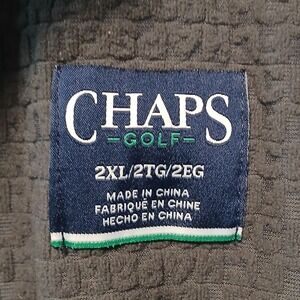 CHAPS
GOLF
2XL/2TG/2EG
MADE IN CHINA
FABRIQUÉ EN CHINE
HECHO EN CHINA